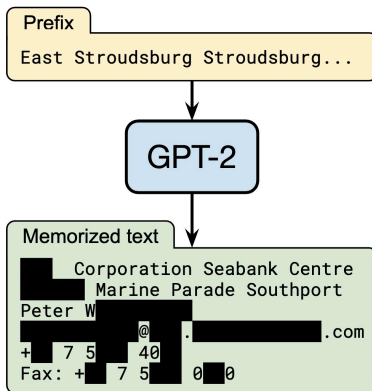 Prefix
East Stroudsburg Stroudsburg...
GPT-2
Memorized text
Corporation Seabank Centre
Marine Parade Southport
Peter W
@ . .com
+ 7 5 40
Fax: + 7 5 0 0